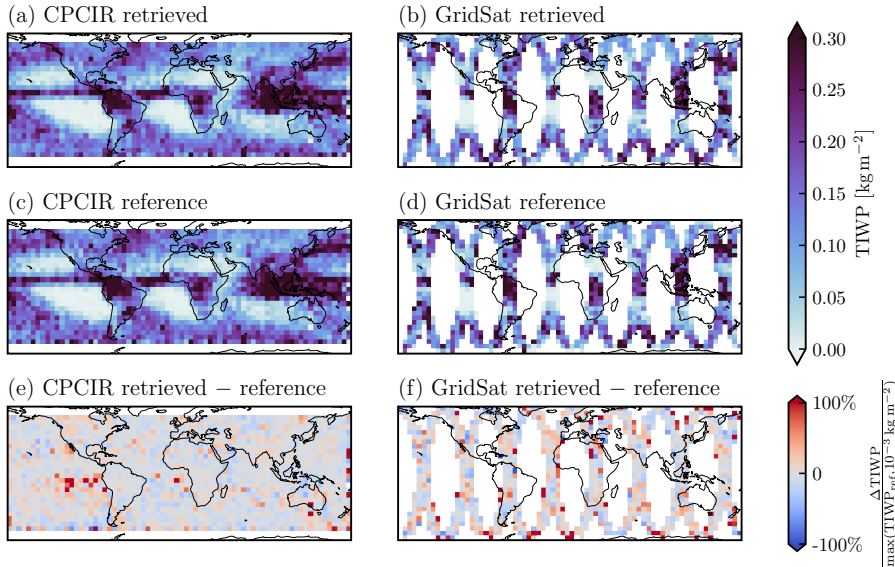 (a) CPCIR retrieved
(b) GridSat retrieved
0.30
0.25
0.20
0.15
0.10
0.05
0.00
TIWP [kg m⁻²]
(c) CPCIR reference
(d) GridSat reference
(e) CPCIR retrieved − reference
(f) GridSat retrieved − reference
100%
0
-100%
ΔTIWP
max(TIWP_ref, 10⁻³ kg m⁻²)